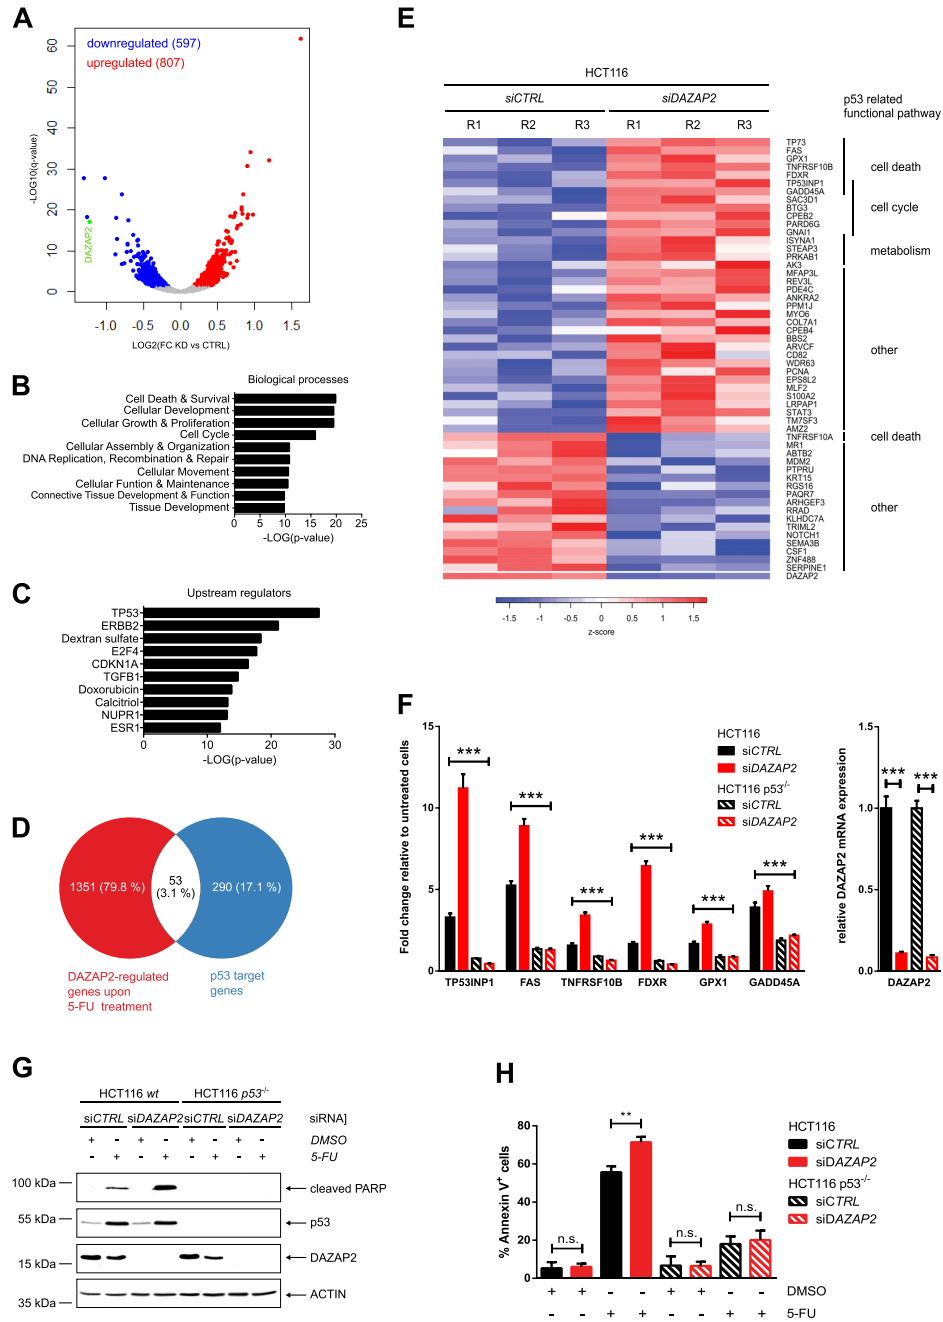 A
downregulated (597)
upregulated (807)
-LOG10(q-value)
60
50
40
30
20
10
0
DAZAP2
-1.0
-0.5
0.0
0.5
1.0
1.5
LOG2(FC KD vs CTRL)
B
Biological processes
Cell Death & Survival
Cellular Development
Cellular Growth & Proliferation
Cell Cycle
Cellular Assembly & Organization
DNA Replication, Recombination & Repair
Cellular Movement
Cellular Funtion & Maintenance
Connective Tissue Development & Function
Tissue Development
0 5 10 15 20 25
-LOG(p-value)
C
Upstream regulators
TP53
ERBB2
Dextran sulfate
E2F4
CDKN1A
TGFB1
Doxorubicin
Calcitriol
NUPR1
ESR1
0 10 20 30
-LOG(p-value)
D
1351 (79.8 %)
53
(3.1 %)
290 (17.1 %)
DAZAP2-regulated
genes upon
5-FU treatment
p53 target
genes
E
HCT116
siCTRL siDAZAP2
R1 R2 R3 R1 R2 R3
p53 related
functional pathway
TP73
FAS
GPX1
TNFRSF10B
FDXR
TP53INP1
GADD45A
SAC3D1
BTG3
CPEB2
PARD6G
GNAI1
ISYNA1
STEAP3
PRKAB1
AK3
MFAP3L
REV3L
PDE4C
ANKRA2
PPM1J
MYO6
COL7A1
CPEB4
BBS2
ARVCF
CD82
WDR63
PCNA
EPS8L2
MLF2
S100A2
LRPAP1
STAT3
TM7SF3
AMZ2
TNFRSF10A
MR1
ABTB2
MDM2
PTPRU
KRT15
RGS16
PAQR7
ARHGEF3
RRAD
KLHDC7A
TRIML2
NOTCH1
SEMA3B
CSF1
ZNF488
SERPINE1
DAZAP2
cell death
cell cycle
metabolism
other
cell death
other
-1.5 -1 -0.5 0 0.5 1 1.5
z-score
F
Fold change relative to untreated cells
15
10
5
0
***
***
***
***
***
***
TP53INP1 FAS TNFRSF10B FDXR GPX1 GADD45A
HCT116
siCTRL
siDAZAP2
HCT116 p53-/-
siCTRL
siDAZAP2
relative DAZAP2 mRNA expression
1.5
1.0
0.5
0.0
*** ***
DAZAP2
G
HCT116 wt HCT116 p53-/-
siCTRL siDAZAP2 siCTRL siDAZAP2 siRNA]
+ - + - + - + - DMSO
- + - + - + - + 5-FU
100 kDa
cleaved PARP
55 kDa
p53
DAZAP2
15 kDa
ACTIN
35 kDa
H
% Annexin V+ cells
80
60
40
20
0
n.s.
**
n.s.
n.s.
HCT116
siCTRL
siDAZAP2
HCT116 p53-/-
siCTRL
siDAZAP2
+ + - - + + - - DMSO
- - + + - - + + 5-FU